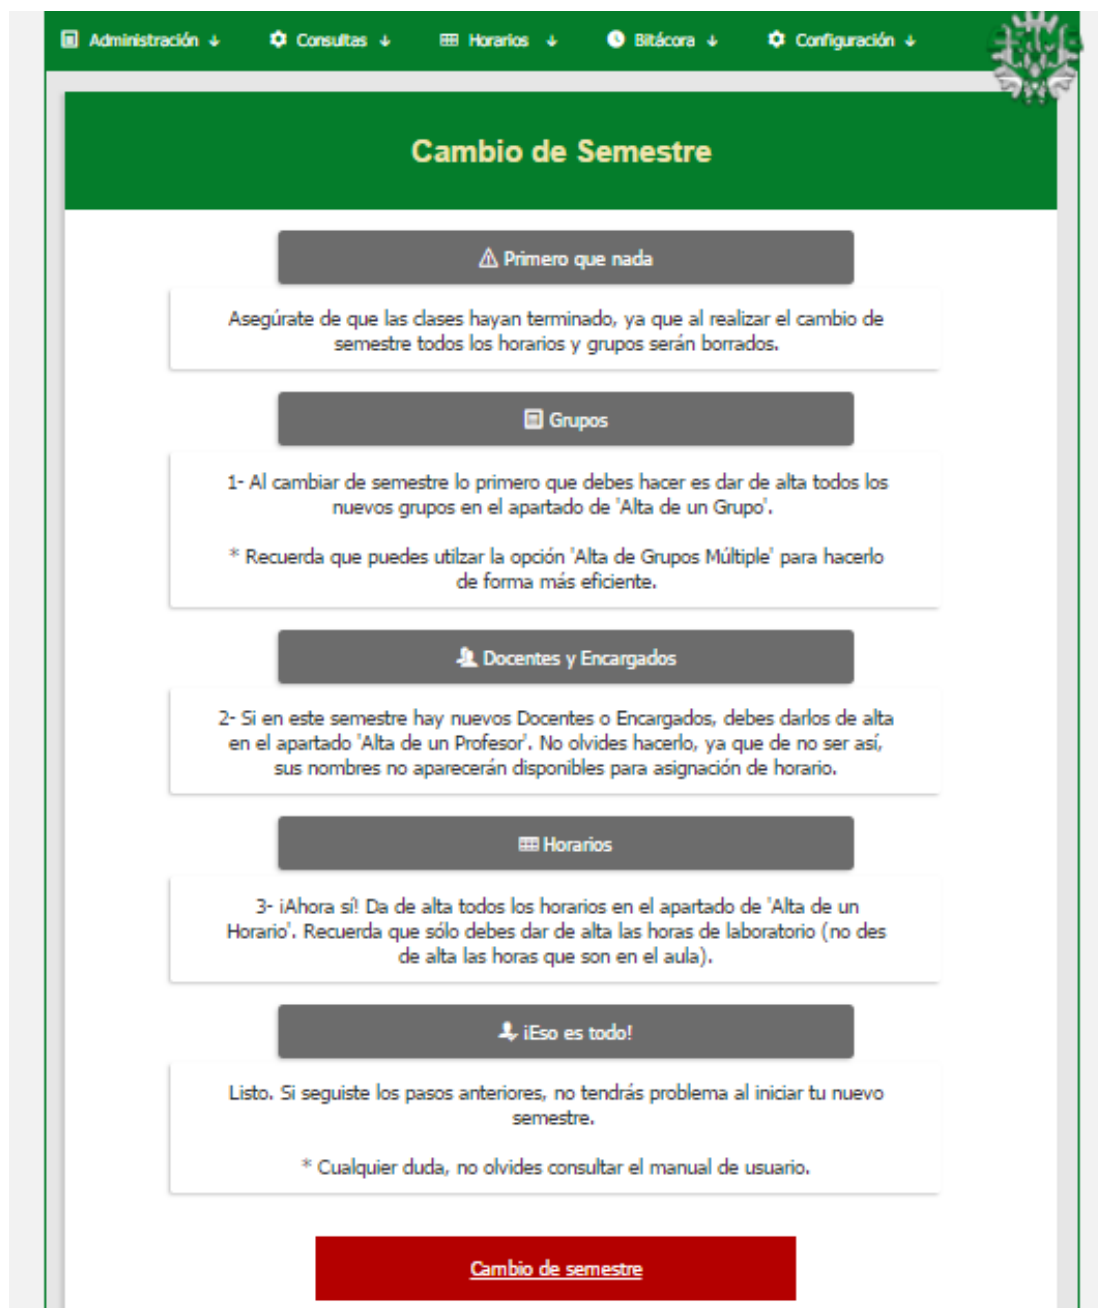 Administración ↓ Consultas ↓ Horarios ↓ Bitácora ↓ Configuración ↓
Cambio de Semestre
Primero que nada
Asegúrate de que las clases hayan terminado, ya que al realizar el cambio de
semestre todos los horarios y grupos serán borrados.
Grupos
1- Al cambiar de semestre lo primero que debes hacer es dar de alta todos los
nuevos grupos en el apartado de 'Alta de un Grupo'.
* Recuerda que puedes utilzar la opción 'Alta de Grupos Múltiple' para hacerlo
de forma más eficiente.
Docentes y Encargados
2- Si en este semestre hay nuevos Docentes o Encargados, debes darlos de alta
en el apartado 'Alta de un Profesor'. No olvides hacerlo, ya que de no ser así,
sus nombres no aparecerán disponibles para asignación de horario.
Horarios
3- ¡Ahora sí! Da de alta todos los horarios en el apartado de 'Alta de un
Horario'. Recuerda que sólo debes dar de alta las horas de laboratorio (no des
de alta las horas que son en el aula).
¡Eso es todo!
Listo. Si seguiste los pasos anteriores, no tendrás problema al iniciar tu nuevo
semestre.
* Cualquier duda, no olvides consultar el manual de usuario.
Cambio de semestre